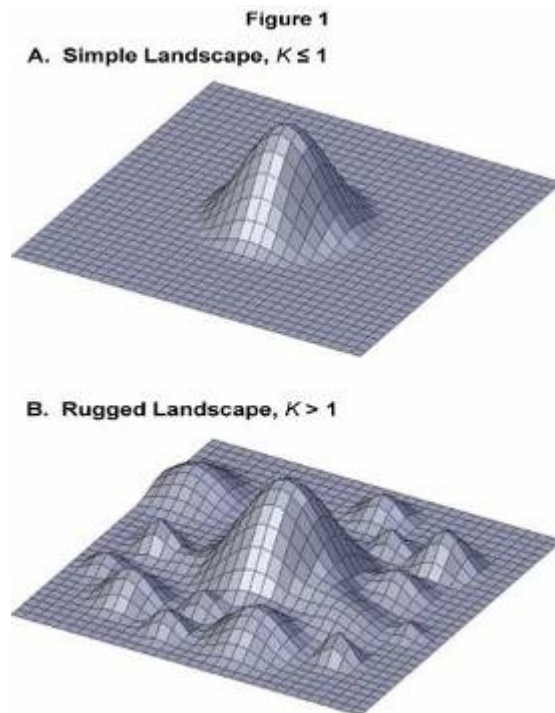 Figure 1
A. Simple Landscape, K ≤ 1
B. Rugged Landscape, K > 1